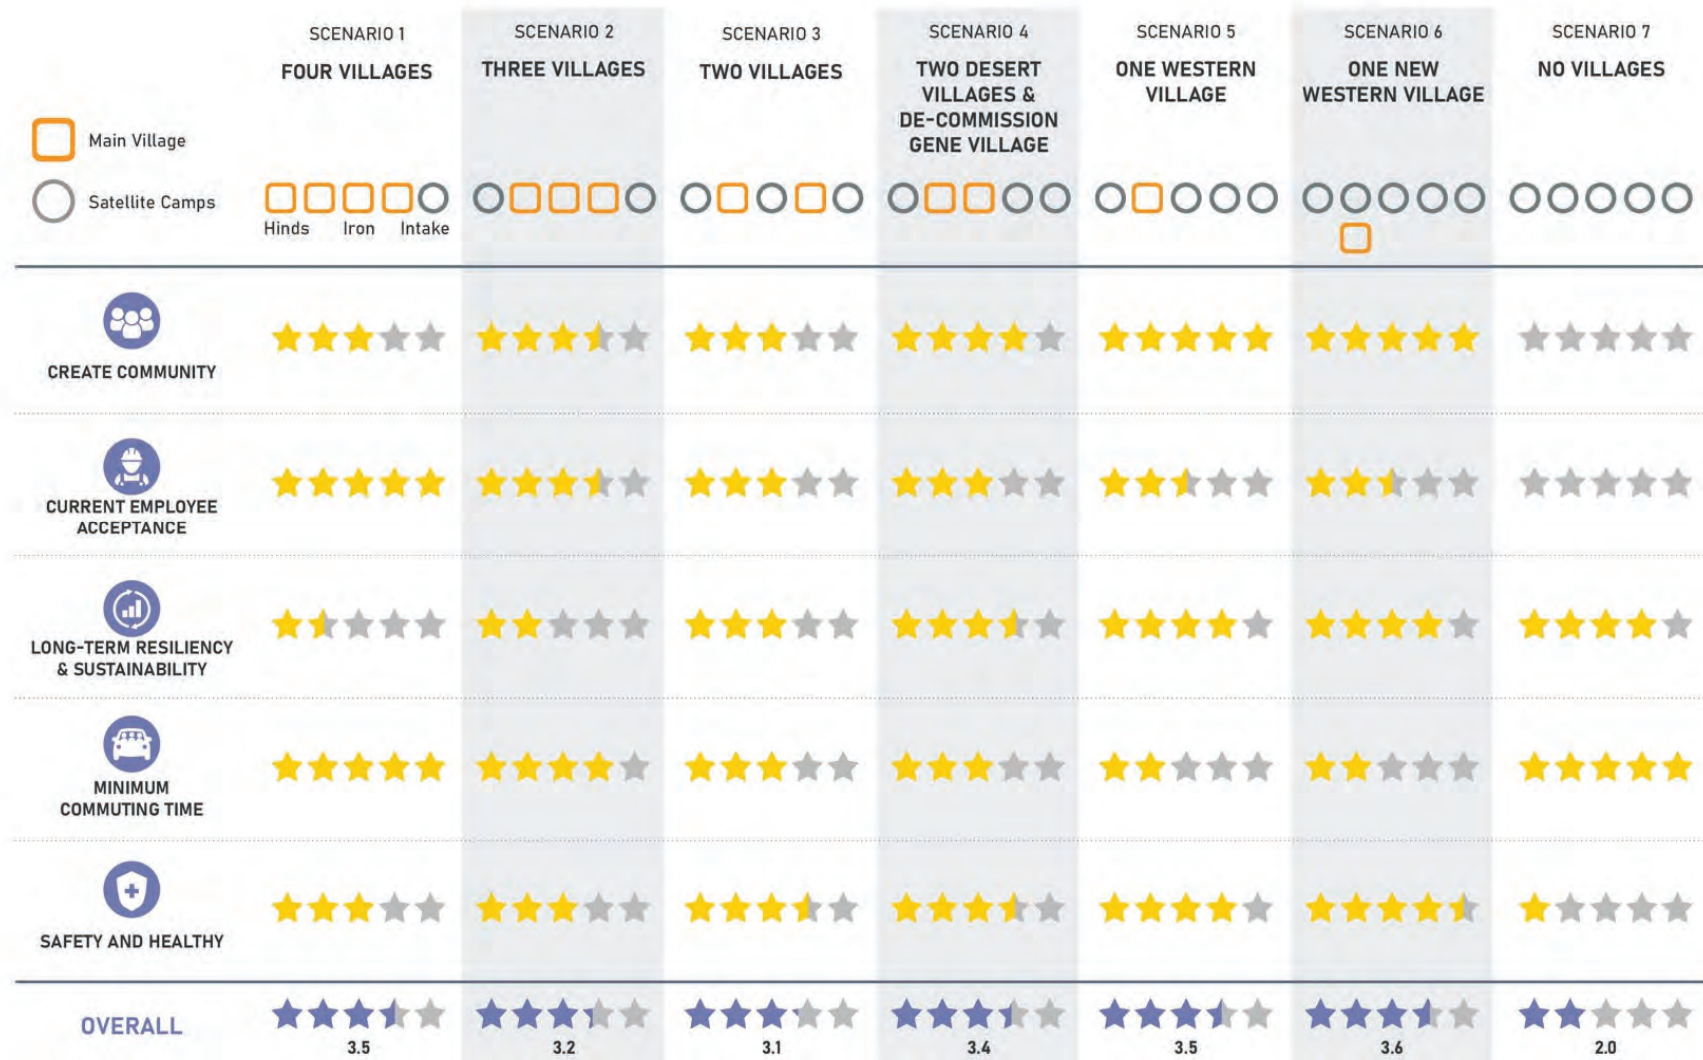 SCENARIO 1
FOUR VILLAGES
SCENARIO 2
THREE VILLAGES
SCENARIO 3
TWO VILLAGES
SCENARIO 4
TWO DESERT
VILLAGES &
DE-COMMISSION
GENE VILLAGE
SCENARIO 5
ONE WESTERN
VILLAGE
SCENARIO 6
ONE NEW
WESTERN VILLAGE
SCENARIO 7
NO VILLAGES
Main Village
Satellite Camps
Hinds Iron Intake
CREATE COMMUNITY
CURRENT EMPLOYEE
ACCEPTANCE
LONG-TERM RESILIENCY
& SUSTAINABILITY
MINIMUM
COMMUTING TIME
SAFETY AND HEALTHY
OVERALL
3.5 3.2 3.1 3.4 3.5 3.6 2.0